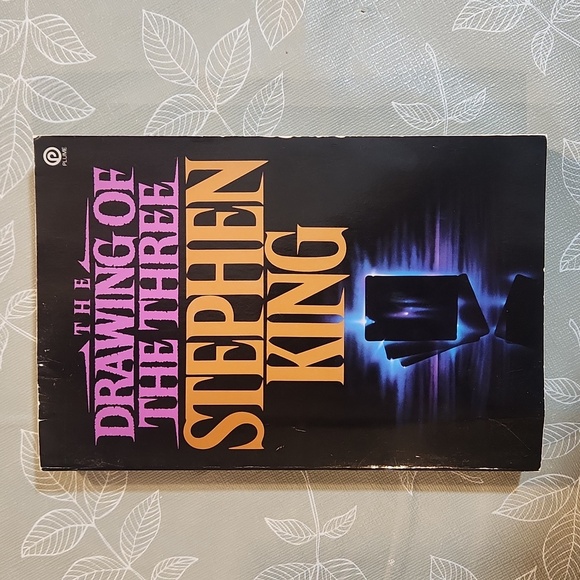 PLUME
THE
DRAWING OF
THE THREE
STEPHEN
KING